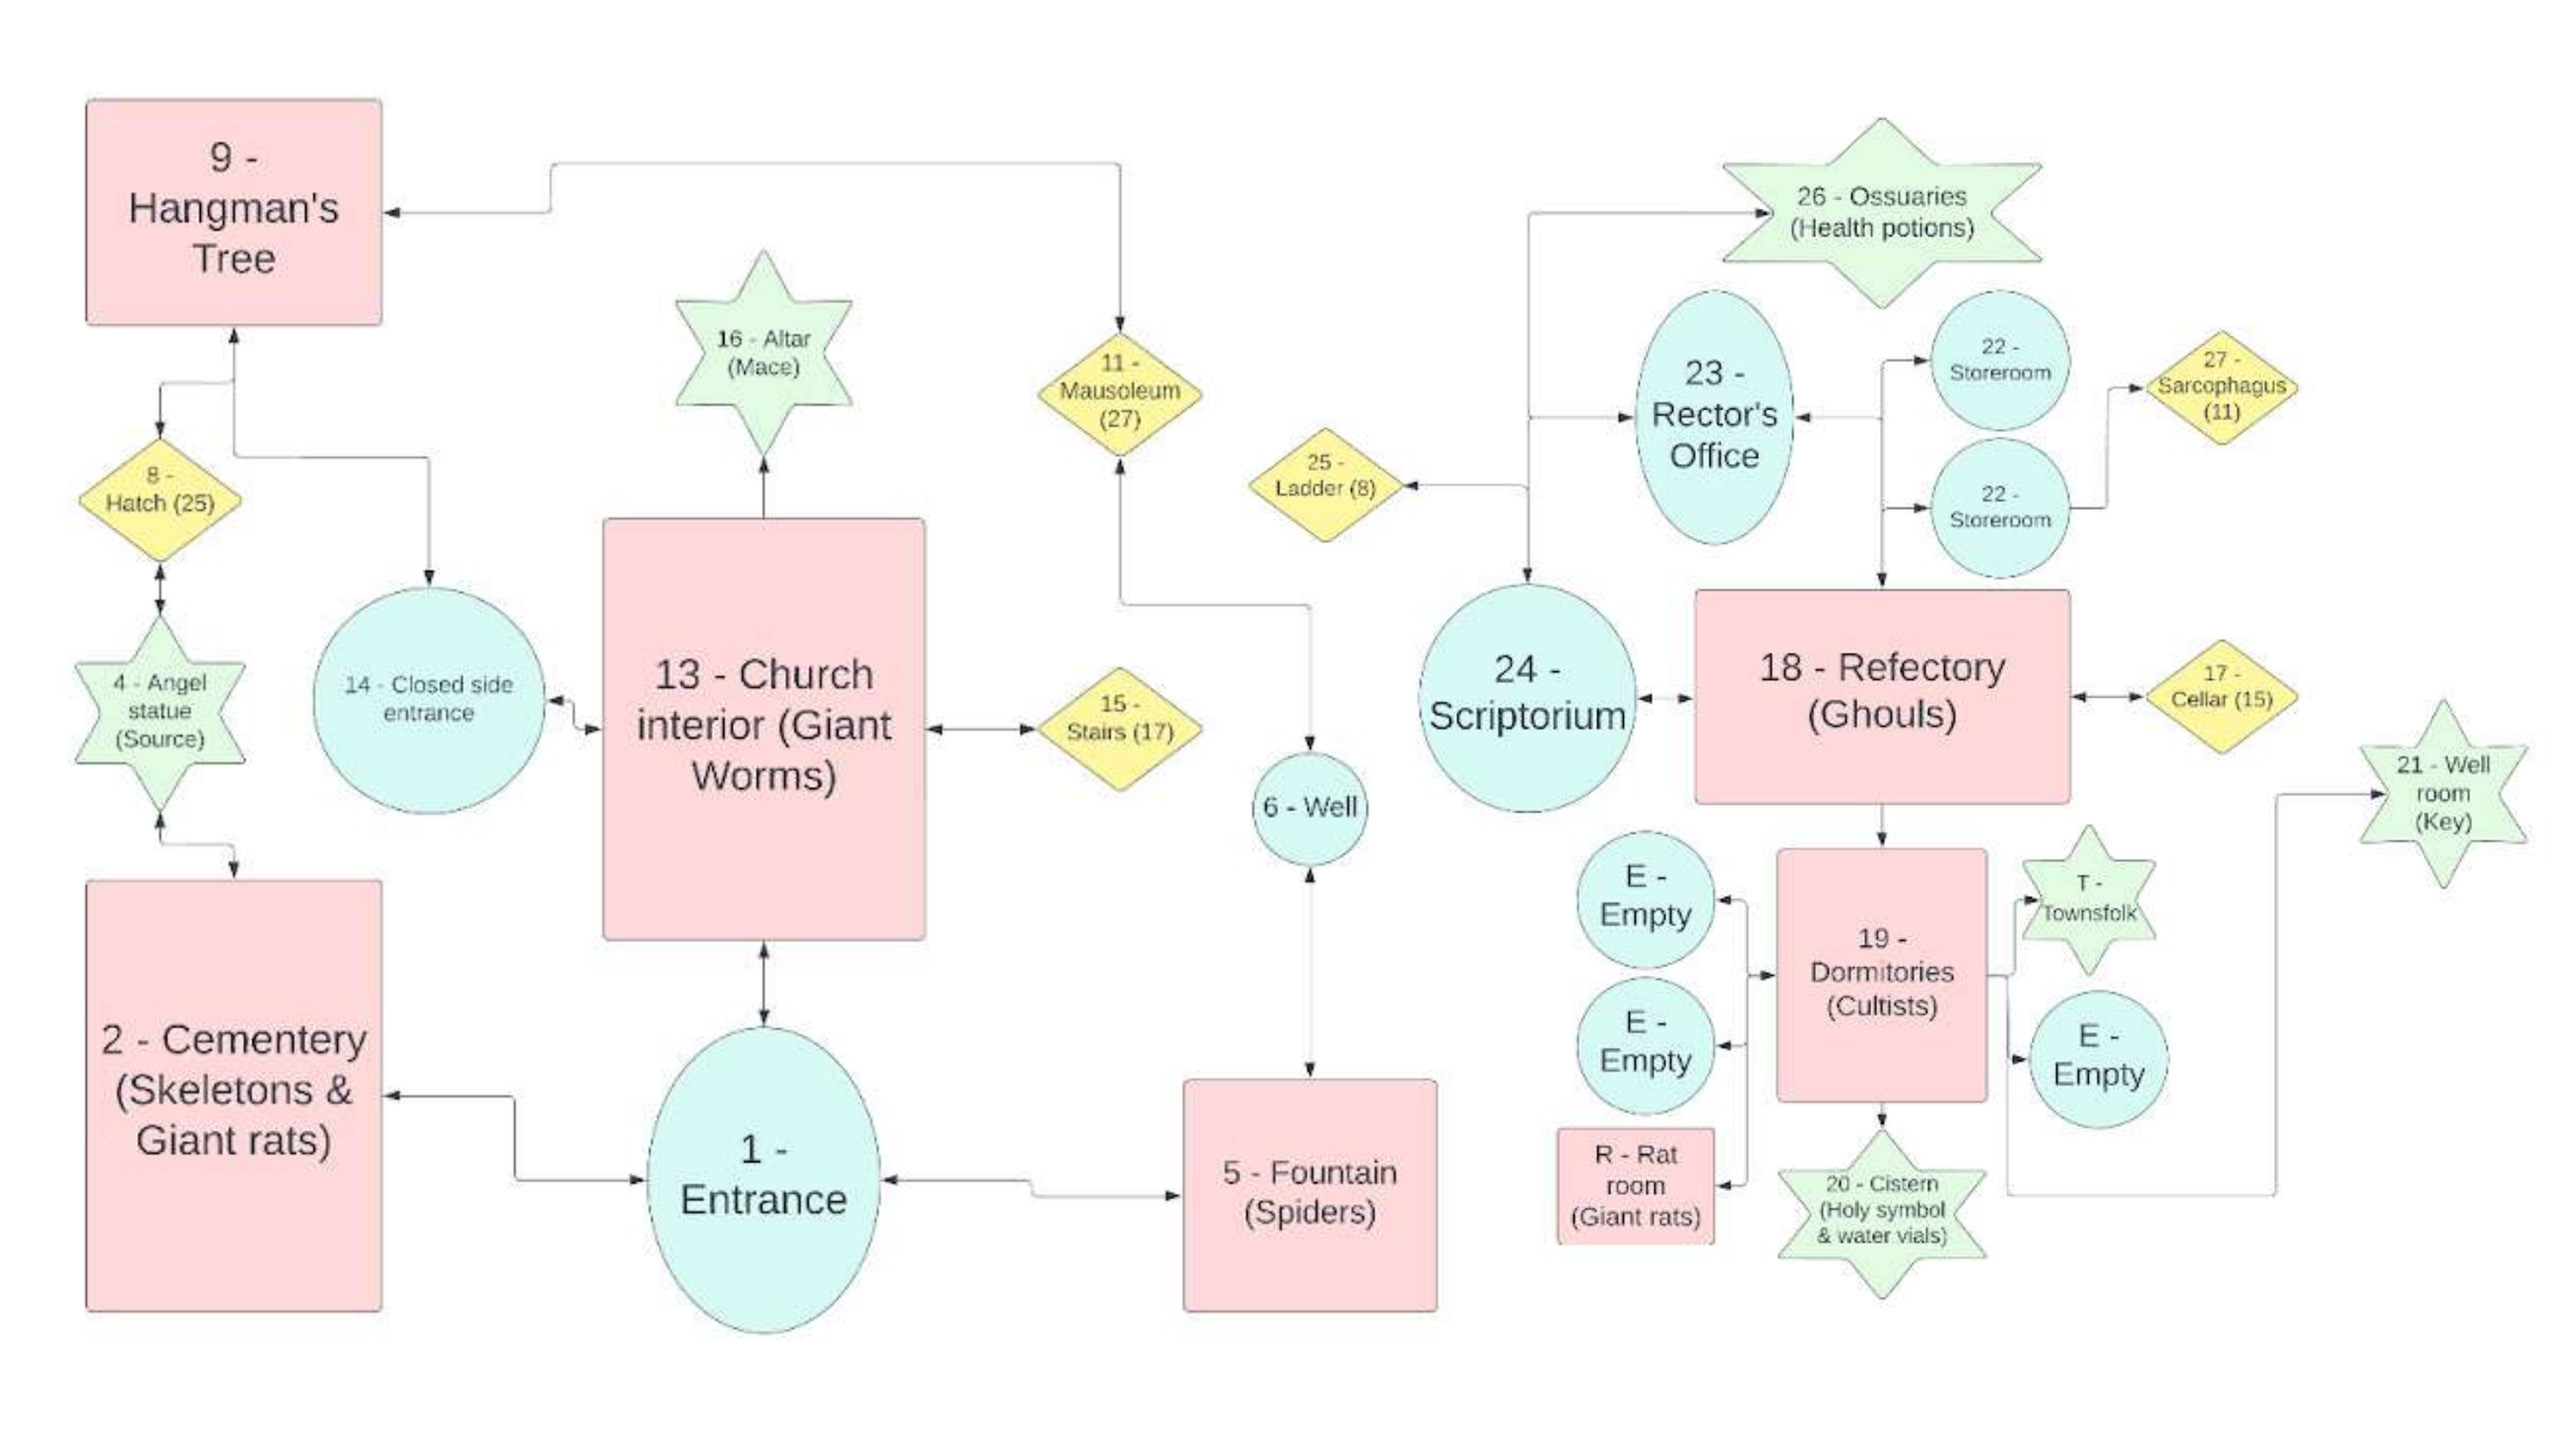 9 -
Hangman's
Tree
16 - Altar
(Mace)
11 -
Mausoleum
(27)
8 -
Hatch (25)
4 - Angel
statue
(Source)
14 - Closed side
entrance
13 - Church
interior (Giant
Worms)
15 -
Stairs (17)
6 - Well
2 - Cementery
(Skeletons &
Giant rats)
1 -
Entrance
5 - Fountain
(Spiders)
26 - Ossuaries
(Health potions)
23 -
Rector's
Office
22 -
Storeroom
22 -
Storeroom
27 -
Sarcophagus
(11)
25 -
Ladder (8)
24 -
Scriptorium
18 - Refectory
(Ghouls)
17 -
Cellar (15)
21 - Well
room
(Key)
E -
Empty
E -
Empty
R - Rat
room
(Giant rats)
19 -
Dormitories
(Cultists)
T -
Townsfolk
E -
Empty
20 - Cistern
(Holy symbol
& water vials)